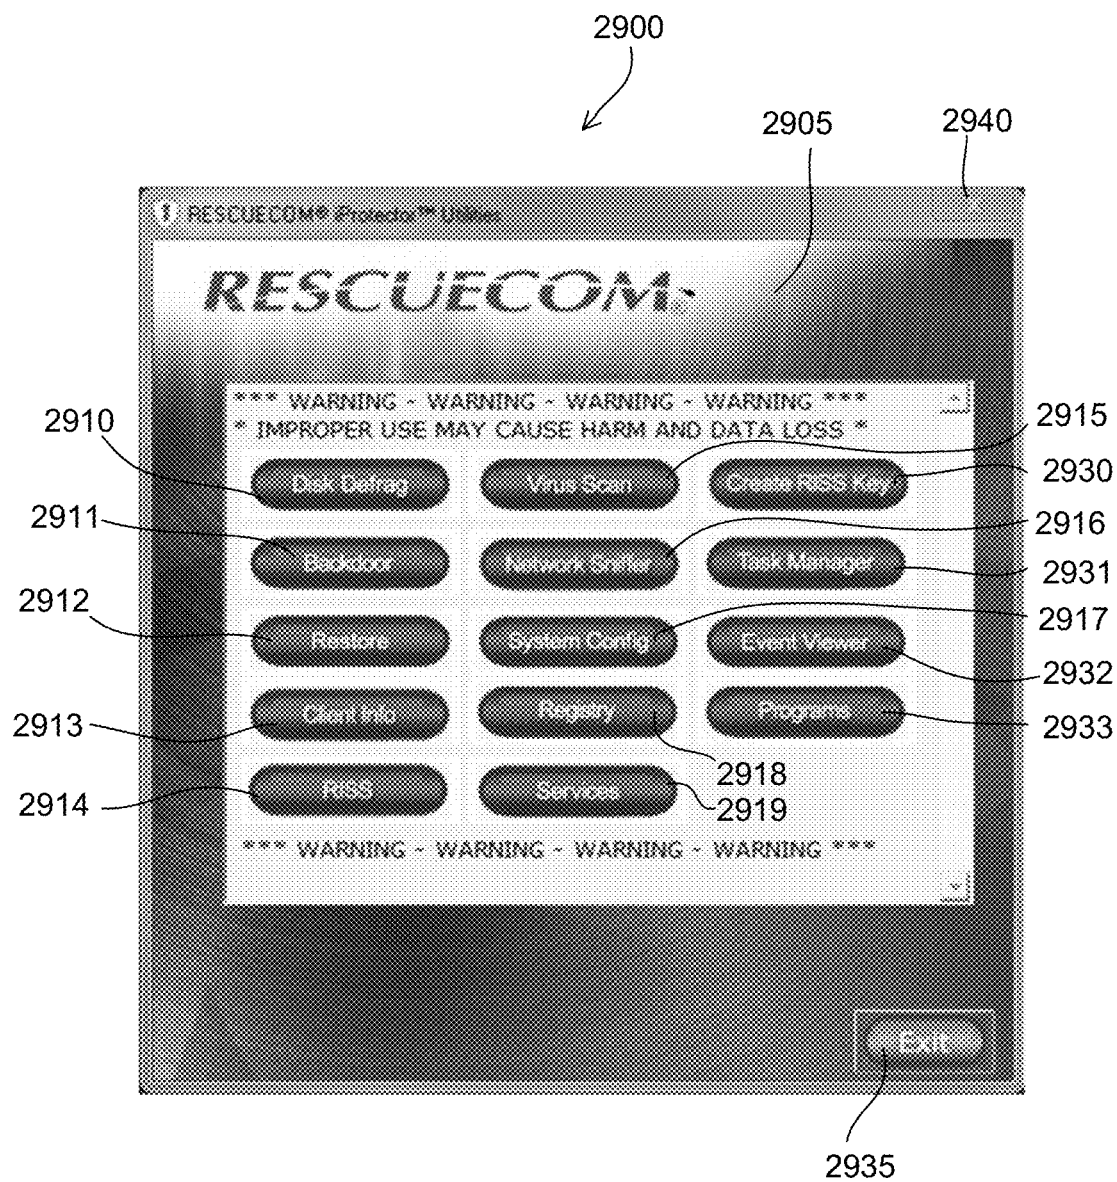 2900
2905
2940
RESCUECOM® iProtector™ Utilities
RESCUECOM
*** WARNING - WARNING - WARNING - WARNING ***
* IMPROPER USE MAY CAUSE HARM AND DATA LOSS *
2910
Disk Defrag
Virus Scan
2915
Create RISS Key
2930
2911
Backdoor
Network Sniffer
2916
Task Manager
2931
2912
Restore
System Config
2917
Event Viewer
2932
2913
Client Info
Registry
2918
Programs
2933
2914
RISS
Services
2919
*** WARNING - WARNING - WARNING - WARNING ***
Exit
2935